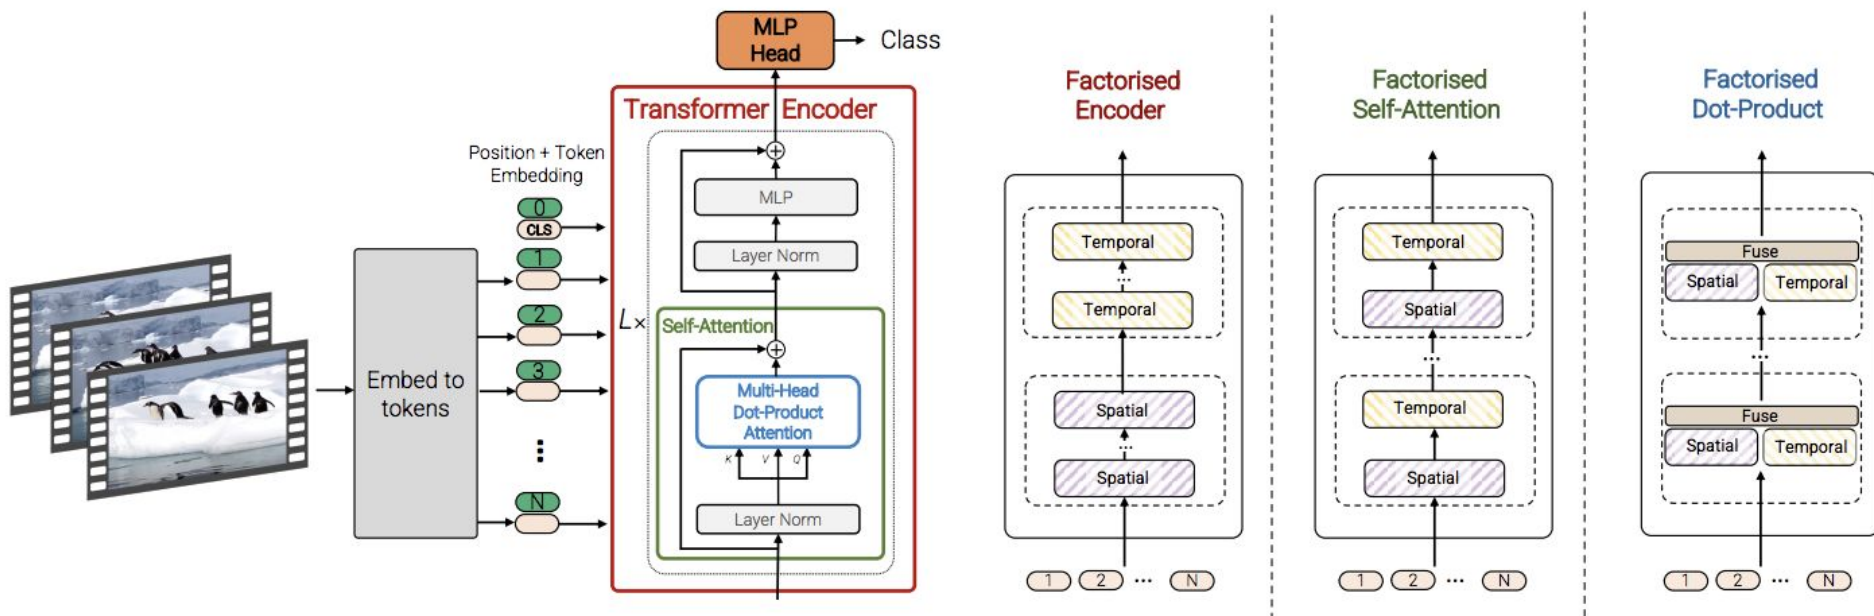 MLP
Head
Class
Transformer Encoder
Position + Token
Embedding
0
CLS
1
2
3
N
Embed to
tokens
L×
MLP
Layer Norm
Self-Attention
Multi-Head
Dot-Product
Attention
K V Q
Layer Norm
Factorised
Encoder
Temporal
...
Temporal
Spatial
...
Spatial
1 2 ... N
Factorised
Self-Attention
Temporal
Spatial
...
Temporal
Spatial
1 2 ... N
Factorised
Dot-Product
Fuse
Spatial Temporal
...
Fuse
Spatial Temporal
1 2 ... N